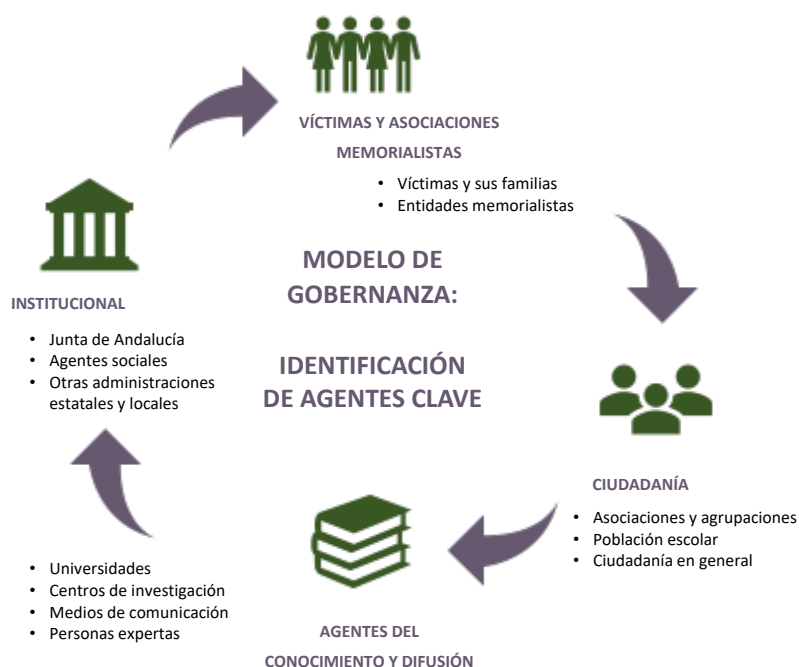 VÍCTIMAS Y ASOCIACIONES
MEMORIALISTAS
• Víctimas y sus familias
• Entidades memorialistas
MODELO DE
GOBERNANZA:
IDENTIFICACIÓN
DE AGENTES CLAVE
INSTITUCIONAL
• Junta de Andalucía
• Agentes sociales
• Otras administraciones
estatales y locales
CIUDADANÍA
• Asociaciones y agrupaciones
• Población escolar
• Ciudadanía en general
• Universidades
• Centros de investigación
• Medios de comunicación
• Personas expertas
AGENTES DEL
CONOCIMIENTO Y DIFUSIÓN